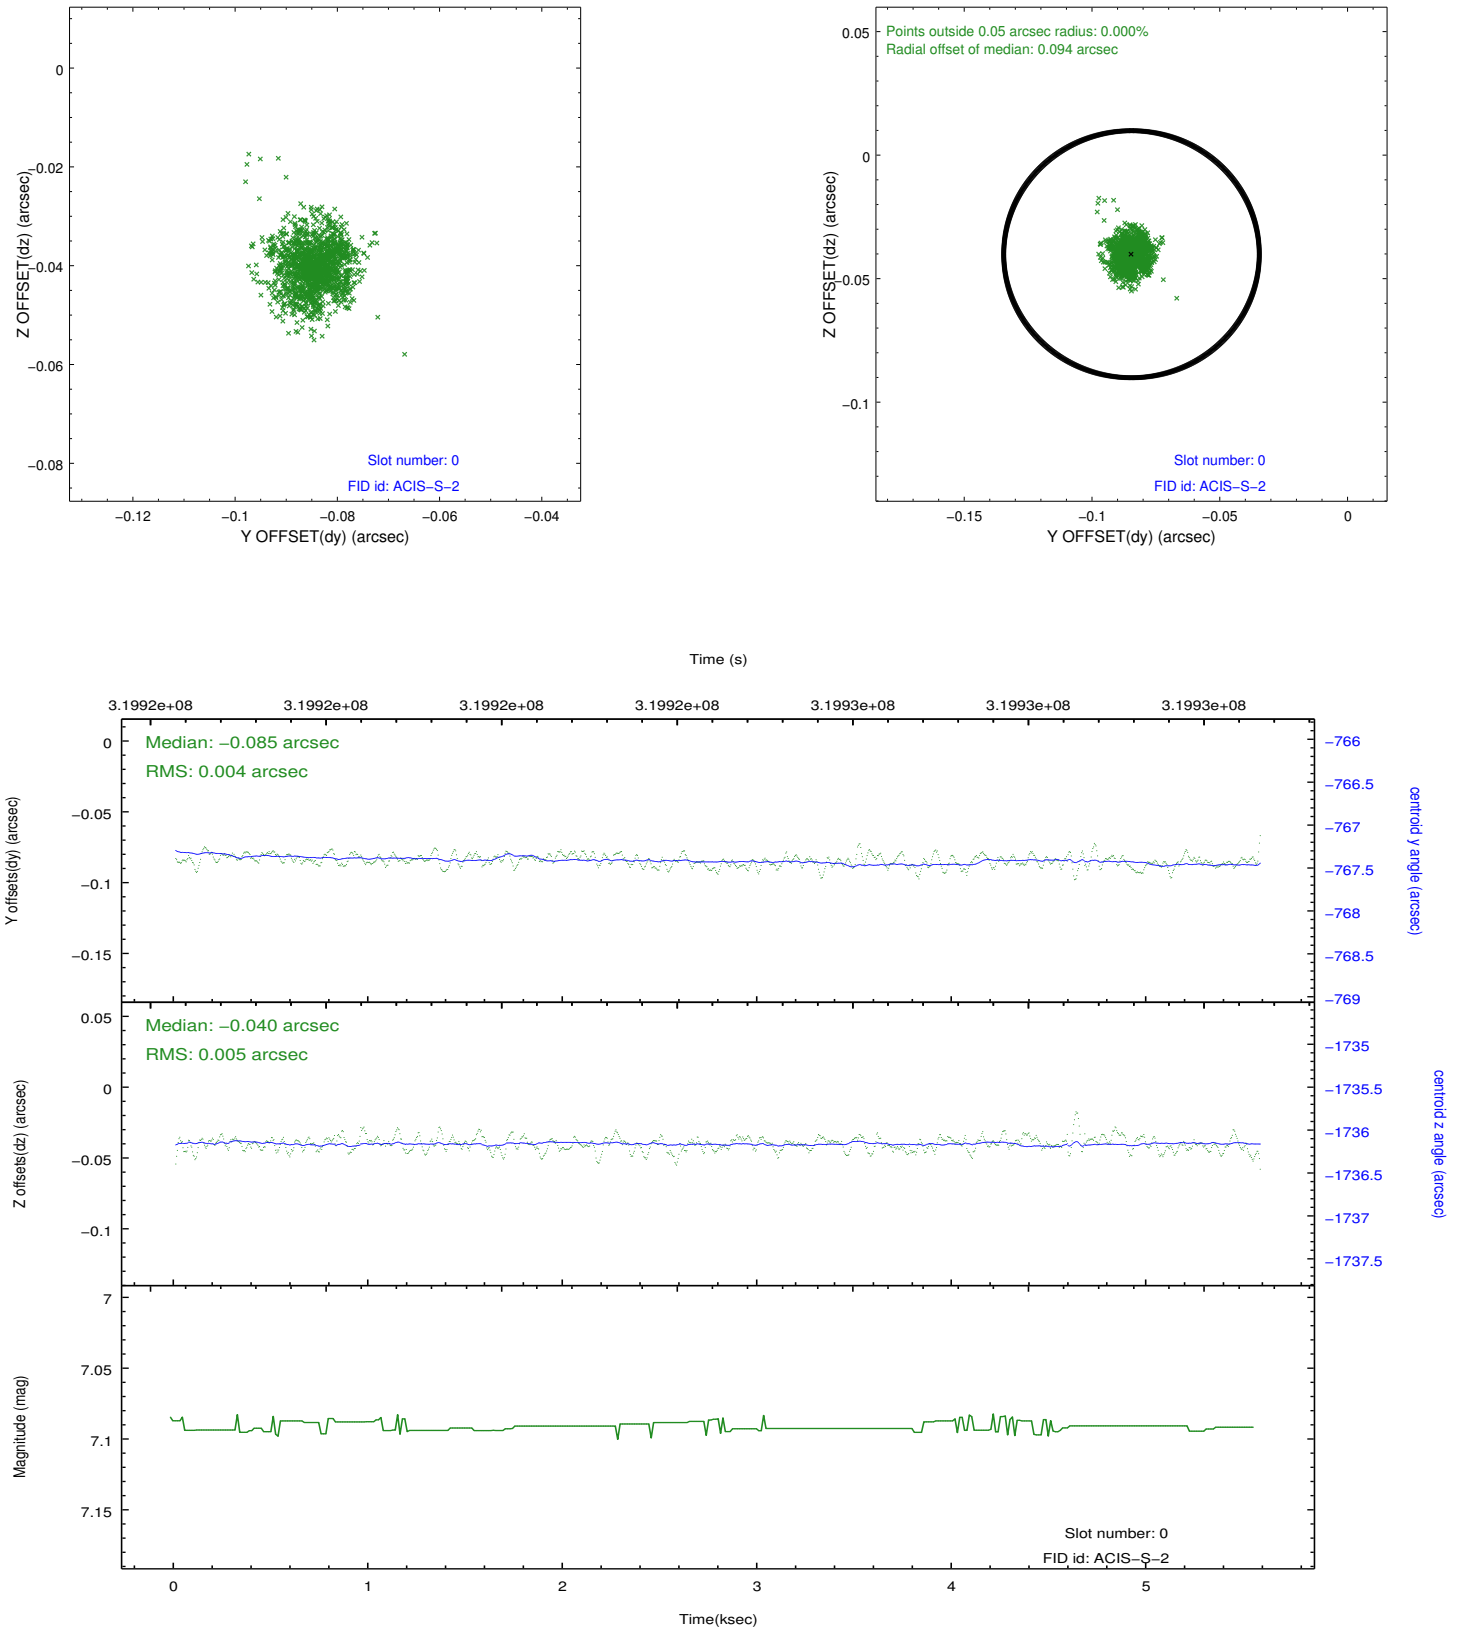 0
−0.02
−0.04
−0.06
−0.08
Z OFFSET(dz) (arcsec)
Slot number: 0
FID id: ACIS−S−2
−0.12
−0.1
−0.08
−0.06
−0.04
Y OFFSET(dy) (arcsec)
0.05
0
−0.05
−0.1
Z OFFSET(dz) (arcsec)
Points outside 0.05 arcsec radius: 0.000%
Radial offset of median: 0.094 arcsec
Slot number: 0
FID id: ACIS−S−2
−0.15
−0.1
−0.05
0
Y OFFSET(dy) (arcsec)
Time (s)
3.1992e+08
3.1992e+08
3.1992e+08
3.1992e+08
3.1993e+08
3.1993e+08
3.1993e+08
0
−0.05
−0.1
−0.15
Y offsets(dy) (arcsec)
Median: −0.085 arcsec
RMS: 0.004 arcsec
−766
−766.5
−767
−767.5
−768
−768.5
−769
centroid y angle (arcsec)
0.05
0
−0.05
−0.1
Z offsets(dz) (arcsec)
Median: −0.040 arcsec
RMS: 0.005 arcsec
−1735
−1735.5
−1736
−1736.5
−1737
−1737.5
centroid z angle (arcsec)
7
7.05
7.1
7.15
Magnitude (mag)
Slot number: 0
FID id: ACIS−S−2
0
1
2
3
4
5
Time(ksec)